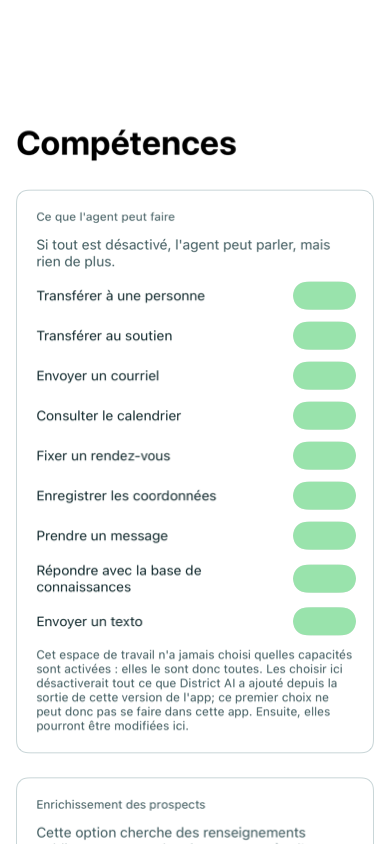 Compétences
Ce que l'agent peut faire
Si tout est désactivé, l'agent peut parler, mais
rien de plus.
Transférer à une personne
Transférer au soutien
Envoyer un courriel
Consulter le calendrier
Fixer un rendez-vous
Enregistrer les coordonnées
Prendre un message
Répondre avec la base de
connaissances
Envoyer un texto
Cet espace de travail n'a jamais choisi quelles capacités
sont activées : elles le sont donc toutes. Les choisir ici
désactiverait tout ce que District AI a ajouté depuis la
sortie de cette version de l'app; ce premier choix ne
peut donc pas se faire dans cette app. Ensuite, elles
pourront être modifiées ici.
Enrichissement des prospects
Cette option cherche des renseignements